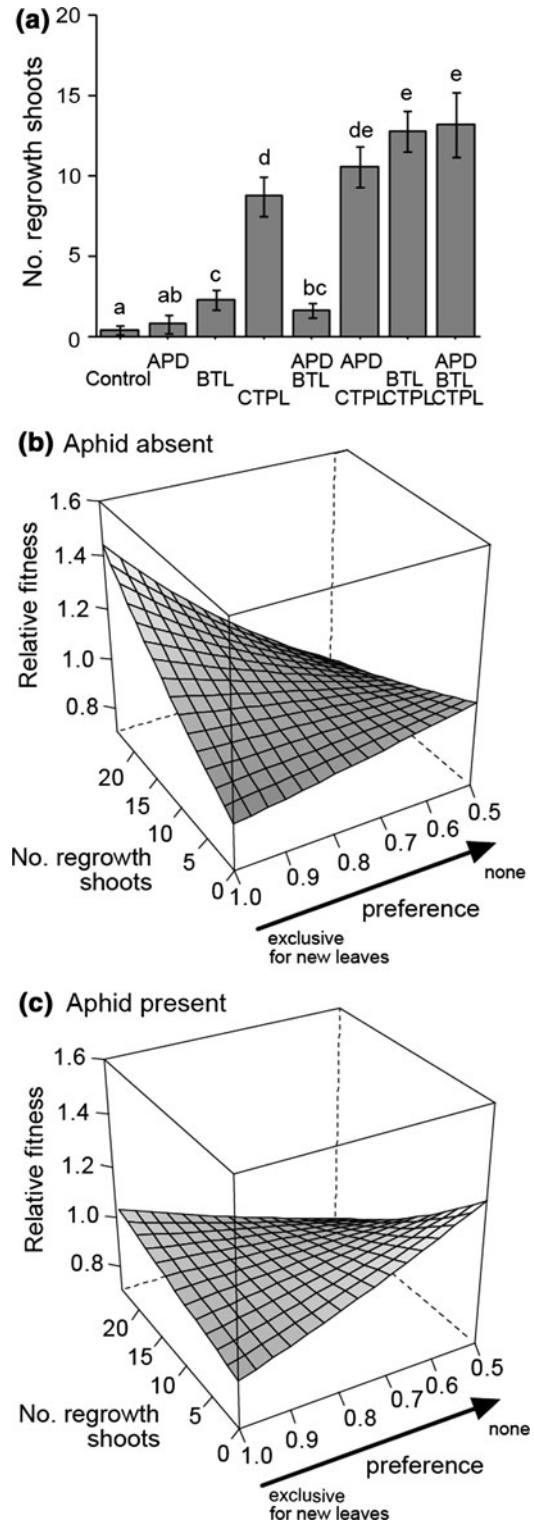 (a)
No. regrowth shoots
20
15
10
5
0
a
ab
c
d
bc
de
e
e
Control
APD
BTL
CTPL
APD
BTL
APD
CTPL
BTL
CTPL
APD
BTL
CTPL
(b) Aphid absent
Relative fitness
1.6
1.4
1.2
1.0
0.8
20
15
10
5
0
No. regrowth
shoots
1.0
0.9
0.8
0.7
0.6
0.5
none
preference
exclusive
for new leaves
(c) Aphid present
Relative fitness
1.6
1.4
1.2
1.0
0.8
20
15
10
5
0
No. regrowth
shoots
1.0
0.9
0.8
0.7
0.6
0.5
none
preference
exclusive
for new leaves